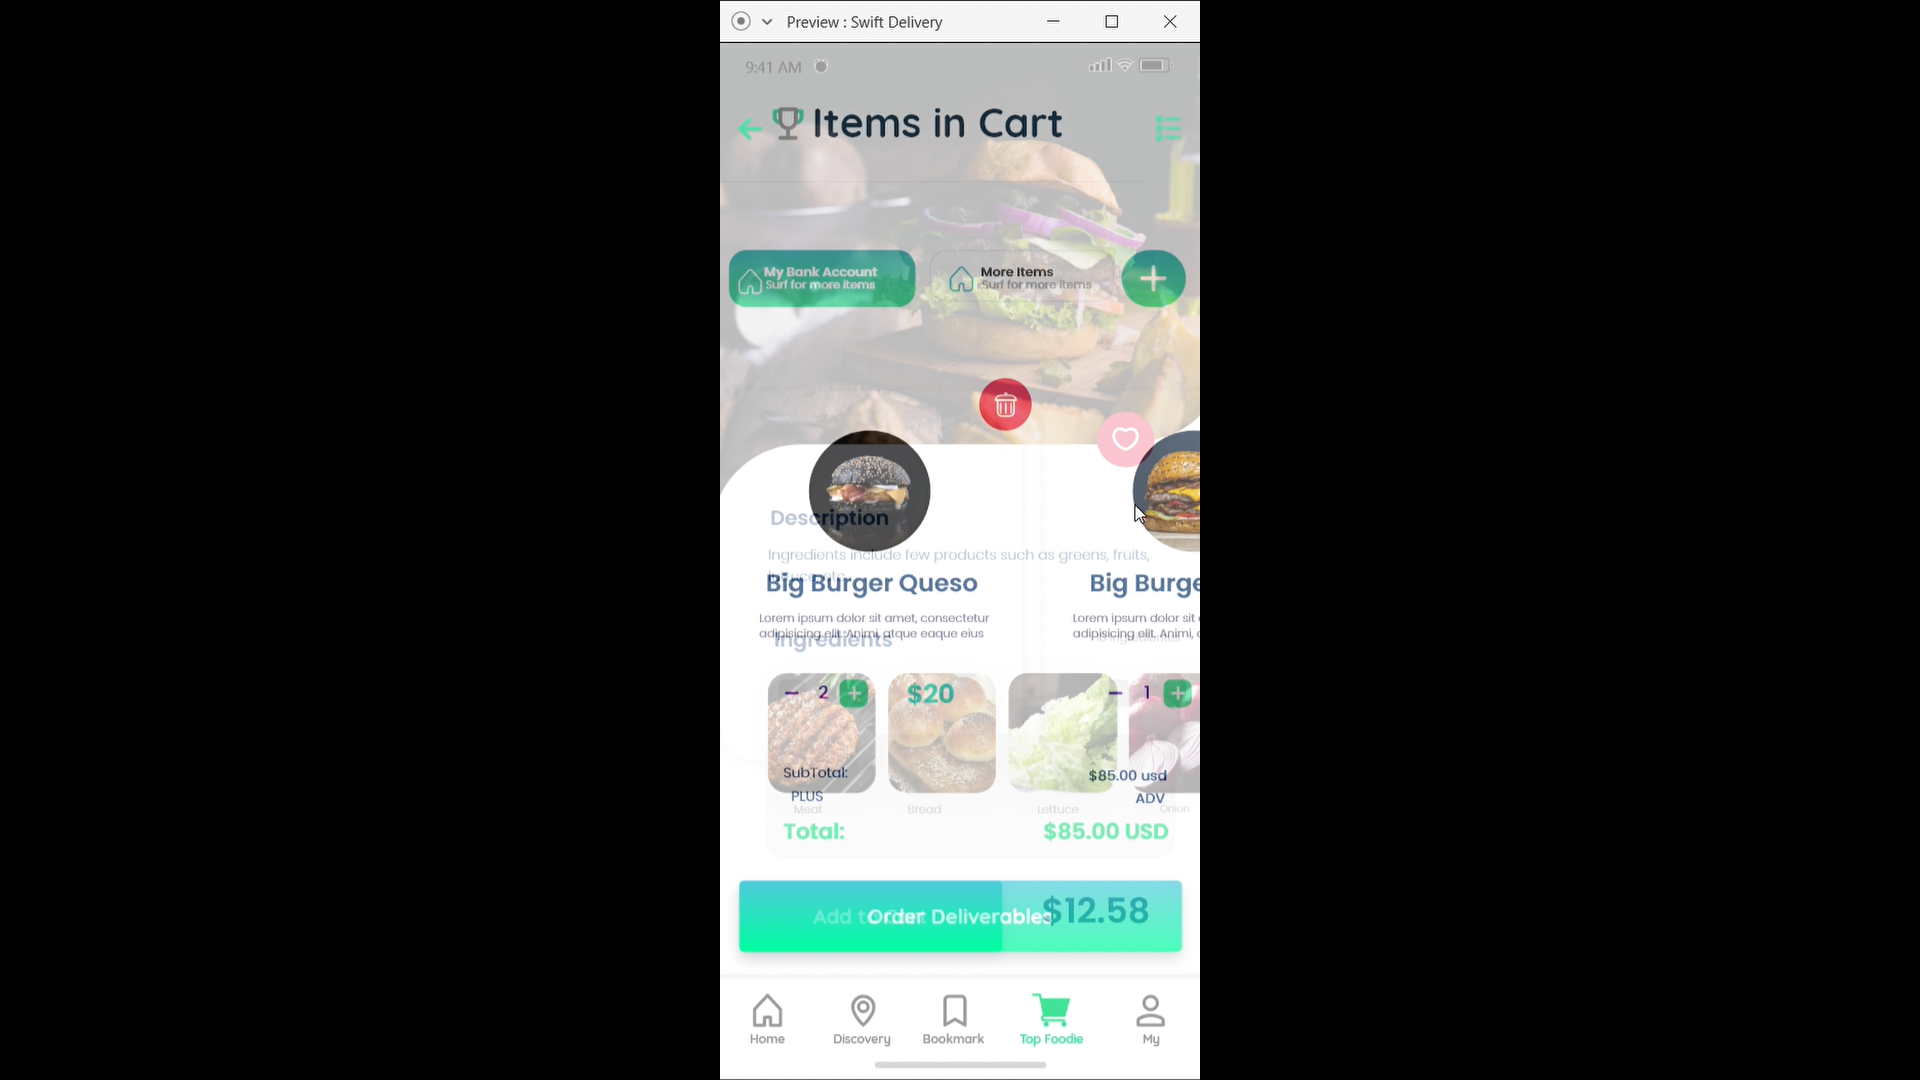 Preview : Swift Delivery
9:41 AM
Items in Cart
My Bank Account
Surf for more items
More Items
Surf for more items
Description
Ingredients include few products such as greens, fruits,
Big Burger Queso
Big Burge
Lorem ipsum dolor sit amet, consectetur
adipisicing elit. Animi, atque eaque eius
Lorem ipsum dolor sit
adipisicing elit. Animi,
Ingredients
2
$20
1
SubTotal:
$85.00 usd
PLUS
ADV
Meat
Bread
Lettuce
Onion
Total:
$85.00 USD
Add to Cart
Order Deliverables
$12.58
Home
Discovery
Bookmark
Top Foodie
My